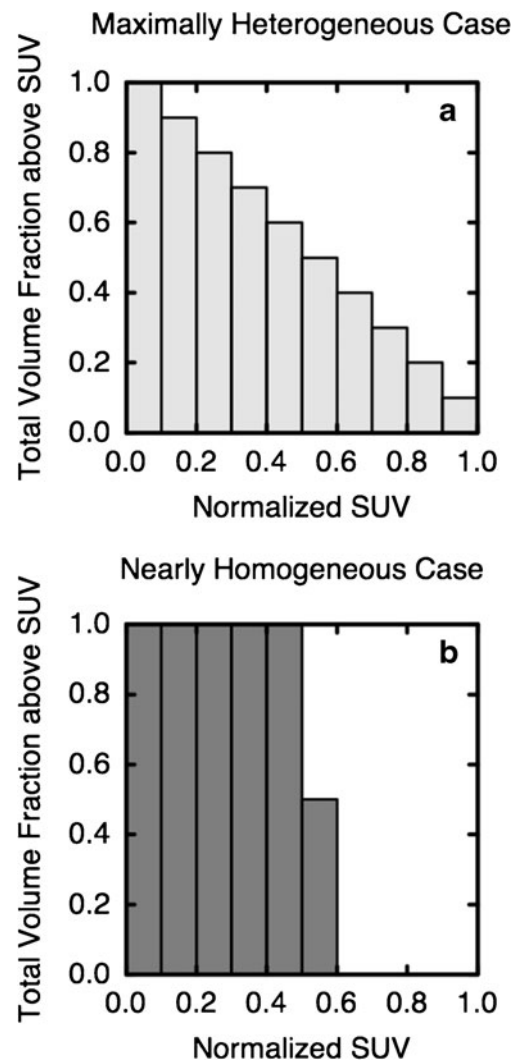 Maximally Heterogeneous Case
a
Total Volume Fraction above SUV
1.0
0.8
0.6
0.4
0.2
0.0
0.0 0.2 0.4 0.6 0.8 1.0
Normalized SUV
Nearly Homogeneous Case
b
Total Volume Fraction above SUV
1.0
0.8
0.6
0.4
0.2
0.0
0.0 0.2 0.4 0.6 0.8 1.0
Normalized SUV